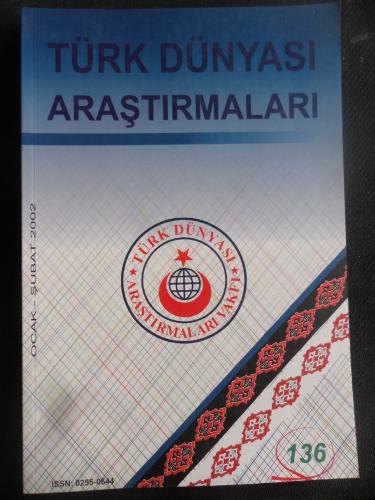 TÜRK DÜNYASI
ARAŞTIRMALARI
OCAK - ŞUBAT 2002
TÜRK DÜNYASI
ARAŞTIRMALARI VAKFI
ISSN: 0255-0644
136